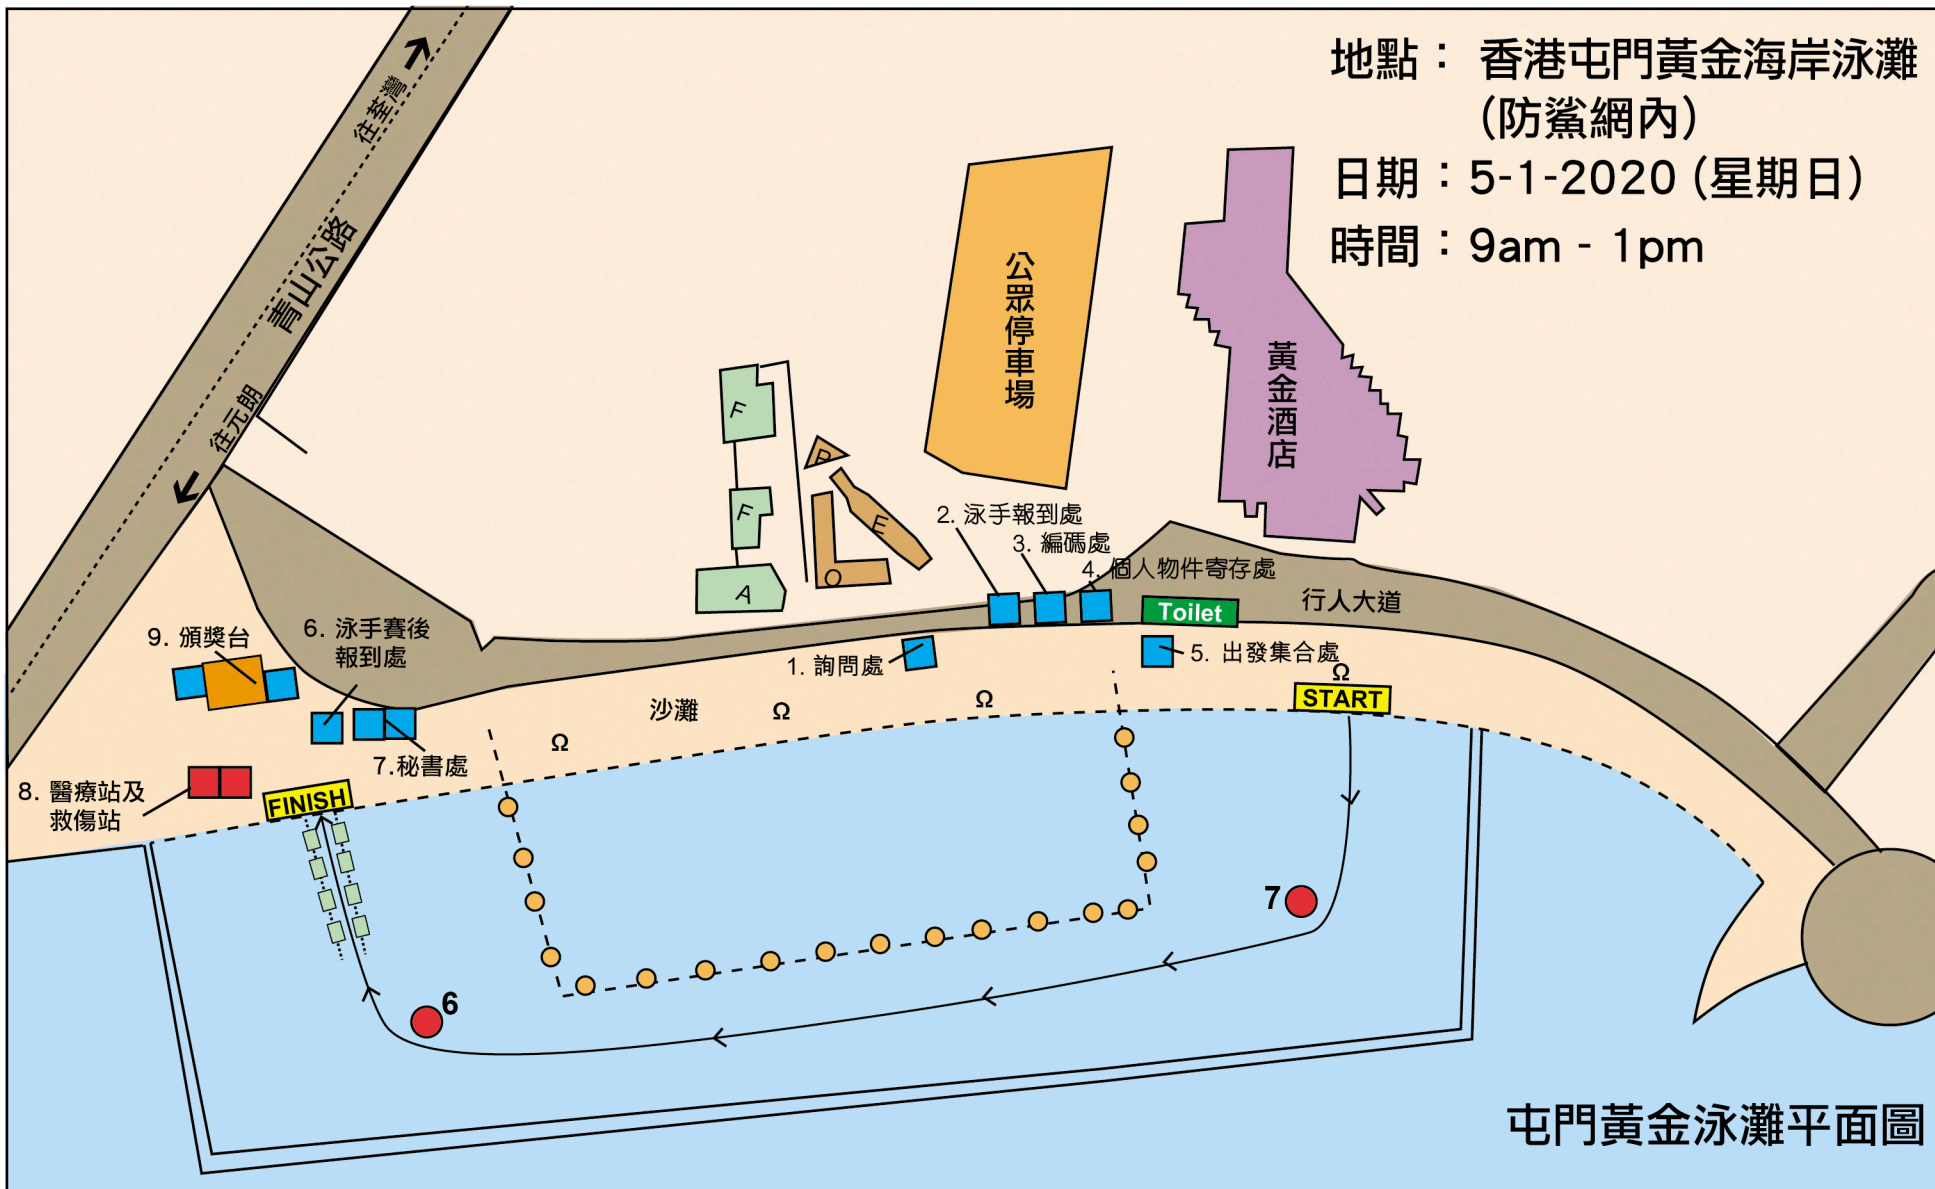 地點： 香港屯門黃金海岸泳灘
(防鯊網內)
日期：5-1-2020 (星期日)
時間：9am - 1pm
往荃灣
青山公路
往元朗
公眾停車場
黃金酒店
F
F
A
P
E
O
2. 泳手報到處
3. 編碼處
4. 個人物件寄存處
行人大道
Toilet
1. 詢問處
5. 出發集合處
9. 頒獎台
6. 泳手賽後
報到處
沙灘
Ω
Ω
Ω
Ω
START
7.秘書處
8. 醫療站及
救傷站
FINISH
7
6
屯門黃金泳灘平面圖